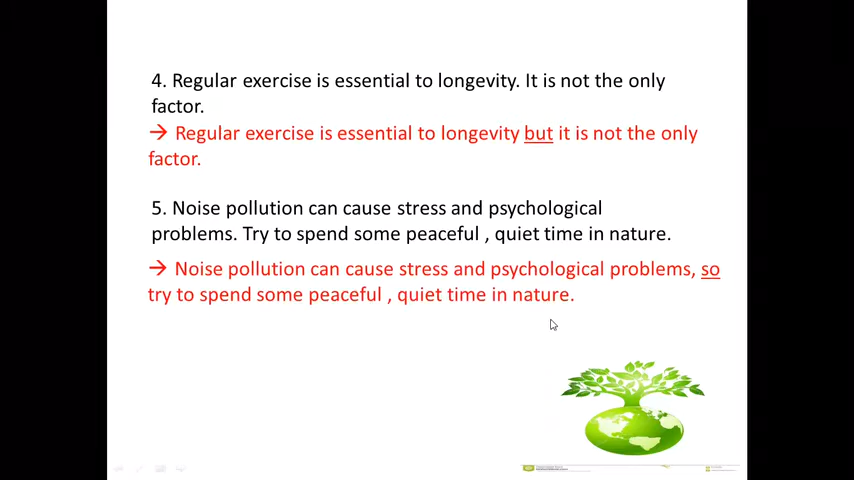 4. Regular exercise is essential to longevity. It is not the only
factor.
→ Regular exercise is essential to longevity but it is not the only
factor.
5. Noise pollution can cause stress and psychological
problems. Try to spend some peaceful , quiet time in nature.
→ Noise pollution can cause stress and psychological problems, so
try to spend some peaceful , quiet time in nature.